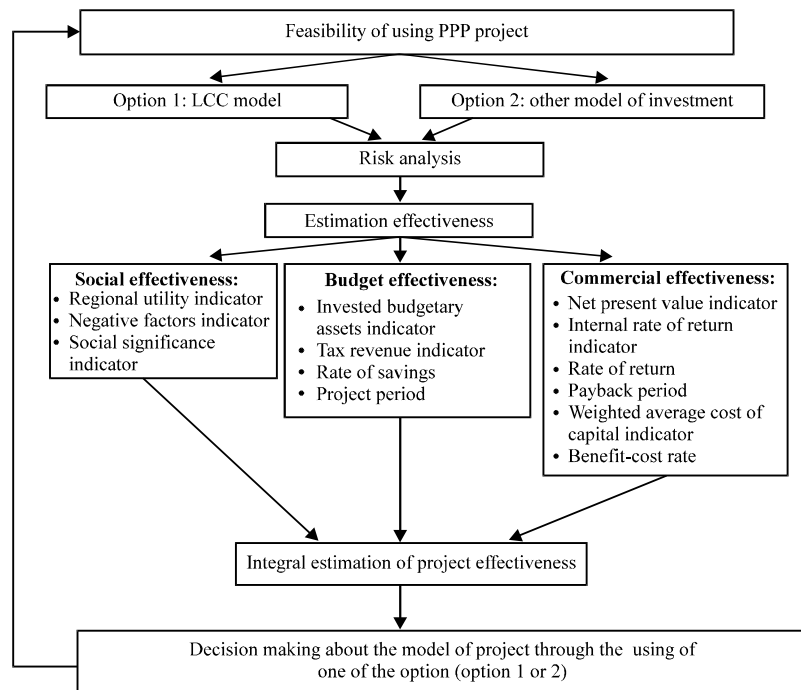 Feasibility of using PPP project
Option 1: LCC model
Option 2: other model of investment
Risk analysis
Estimation effectiveness
Social effectiveness:
• Regional utility indicator
• Negative factors indicator
• Social significance
indicator
Budget effectiveness:
• Invested budgetary
assets indicator
• Tax revenue indicator
• Rate of savings
• Project period
Commercial effectiveness:
• Net present value indicator
• Internal rate of return
indicator
• Rate of return
• Payback period
• Weighted average cost of
capital indicator
• Benefit-cost rate
Integral estimation of project effectiveness
Decision making about the model of project through the using of
one of the option (option 1 or 2)